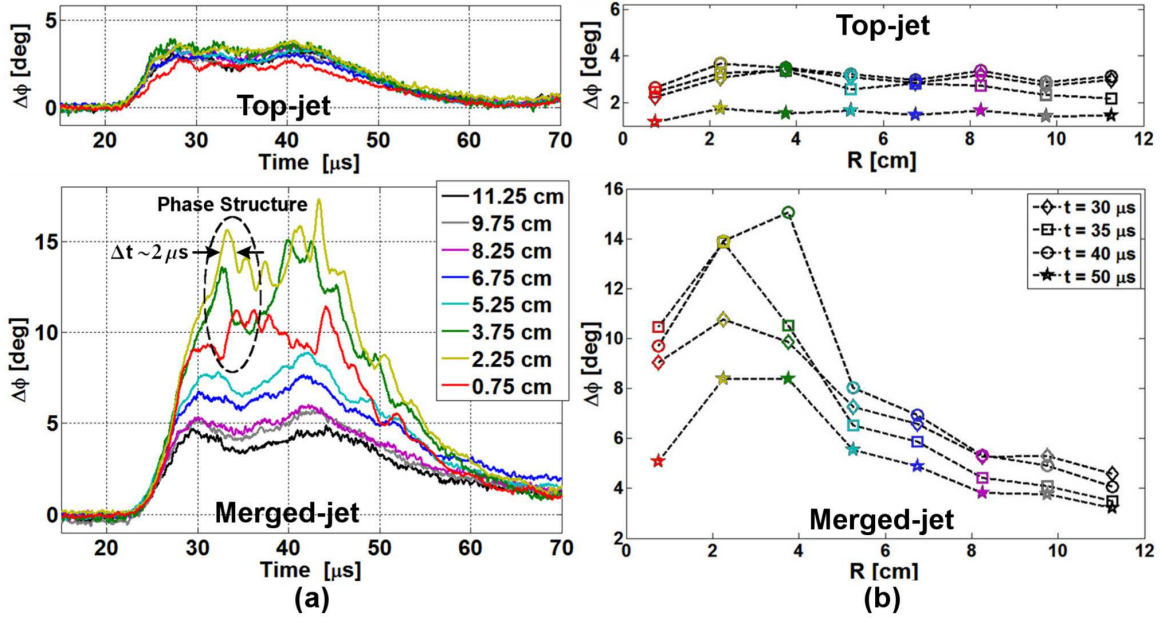 5
0
Δϕ [deg]
Top-jet
20 30 40 50 60 70
Time [μs]
15
10
5
0
Δϕ [deg]
Phase Structure
Δt ~2 μs
11.25 cm
9.75 cm
8.25 cm
6.75 cm
5.25 cm
3.75 cm
2.25 cm
0.75 cm
Merged-jet
20 30 40 50 60 70
Time [μs]
(a)
6
4
2
Δϕ [deg]
Top-jet
0 2 4 6 8 10 12
R [cm]
16
14
12
10
8
6
4
2
Δϕ [deg]
t = 30 μs
t = 35 μs
t = 40 μs
t = 50 μs
Merged-jet
0 2 4 6 8 10 12
R [cm]
(b)